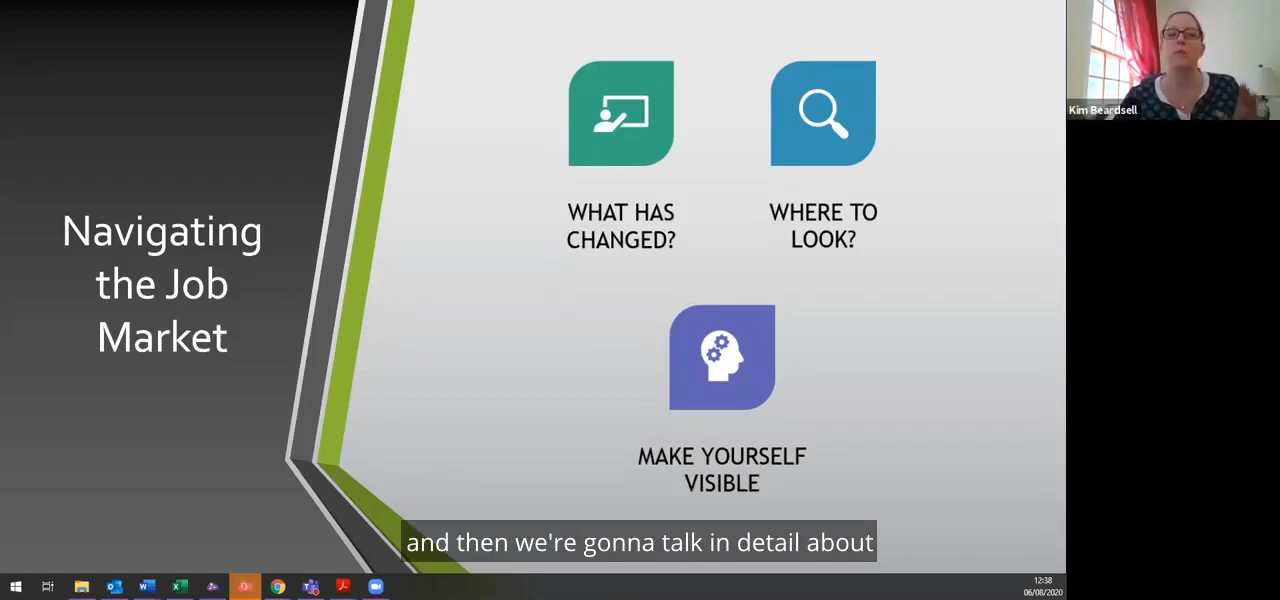 Navigating
the Job
Market
WHAT HAS
CHANGED?
WHERE TO
LOOK?
MAKE YOURSELF
VISIBLE
and then we're gonna talk in detail about
Kim Beardsell
12:38
06/08/2020